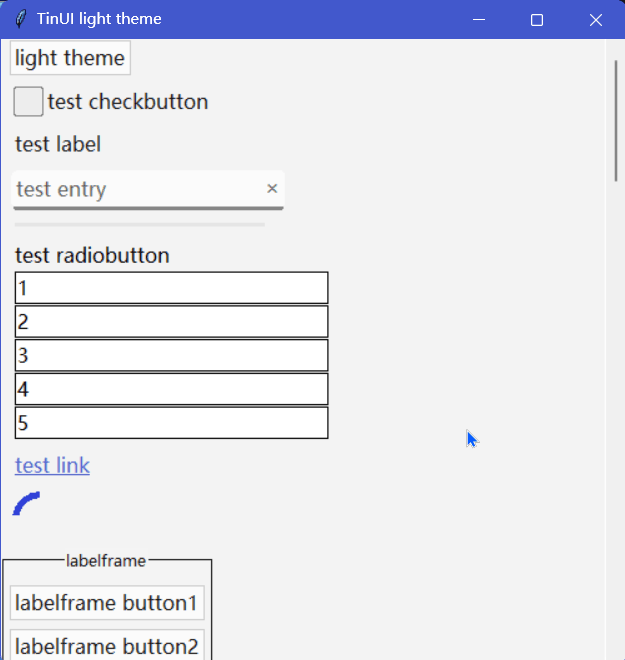 TinUI light theme
light theme
test checkbutton
test label
test entry
test radiobutton
1
2
3
4
5
test link
labelframe
labelframe button1
labelframe button2